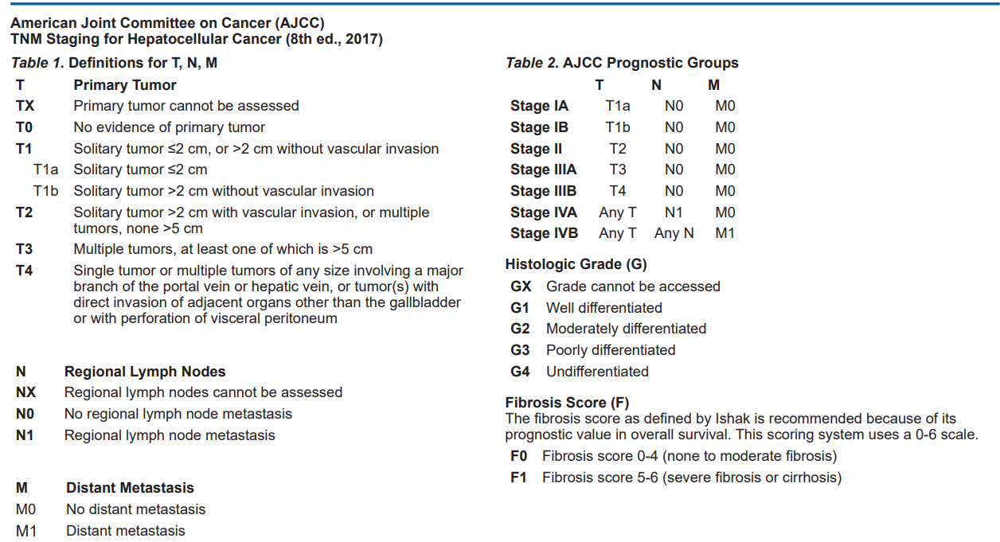 American Joint Committee on Cancer (AJCC)
TNM Staging for Hepatocellular Cancer (8th ed., 2017)
Table 1. Definitions for T, N, M
T Primary Tumor
TX Primary tumor cannot be assessed
T0 No evidence of primary tumor
T1 Solitary tumor ≤2 cm, or >2 cm without vascular invasion
T1a Solitary tumor ≤2 cm
T1b Solitary tumor >2 cm without vascular invasion
T2 Solitary tumor >2 cm with vascular invasion, or multiple
tumors, none >5 cm
T3 Multiple tumors, at least one of which is >5 cm
T4 Single tumor or multiple tumors of any size involving a major
branch of the portal vein or hepatic vein, or tumor(s) with
direct invasion of adjacent organs other than the gallbladder
or with perforation of visceral peritoneum
N Regional Lymph Nodes
NX Regional lymph nodes cannot be assessed
N0 No regional lymph node metastasis
N1 Regional lymph node metastasis
M Distant Metastasis
M0 No distant metastasis
M1 Distant metastasis
Table 2. AJCC Prognostic Groups
T N M
Stage IA T1a N0 M0
Stage IB T1b N0 M0
Stage II T2 N0 M0
Stage IIIA T3 N0 M0
Stage IIIB T4 N0 M0
Stage IVA Any T N1 M0
Stage IVB Any T Any N M1
Histologic Grade (G)
GX Grade cannot be accessed
G1 Well differentiated
G2 Moderately differentiated
G3 Poorly differentiated
G4 Undifferentiated
Fibrosis Score (F)
The fibrosis score as defined by Ishak is recommended because of its
prognostic value in overall survival. This scoring system uses a 0-6 scale.
F0 Fibrosis score 0-4 (none to moderate fibrosis)
F1 Fibrosis score 5-6 (severe fibrosis or cirrhosis)